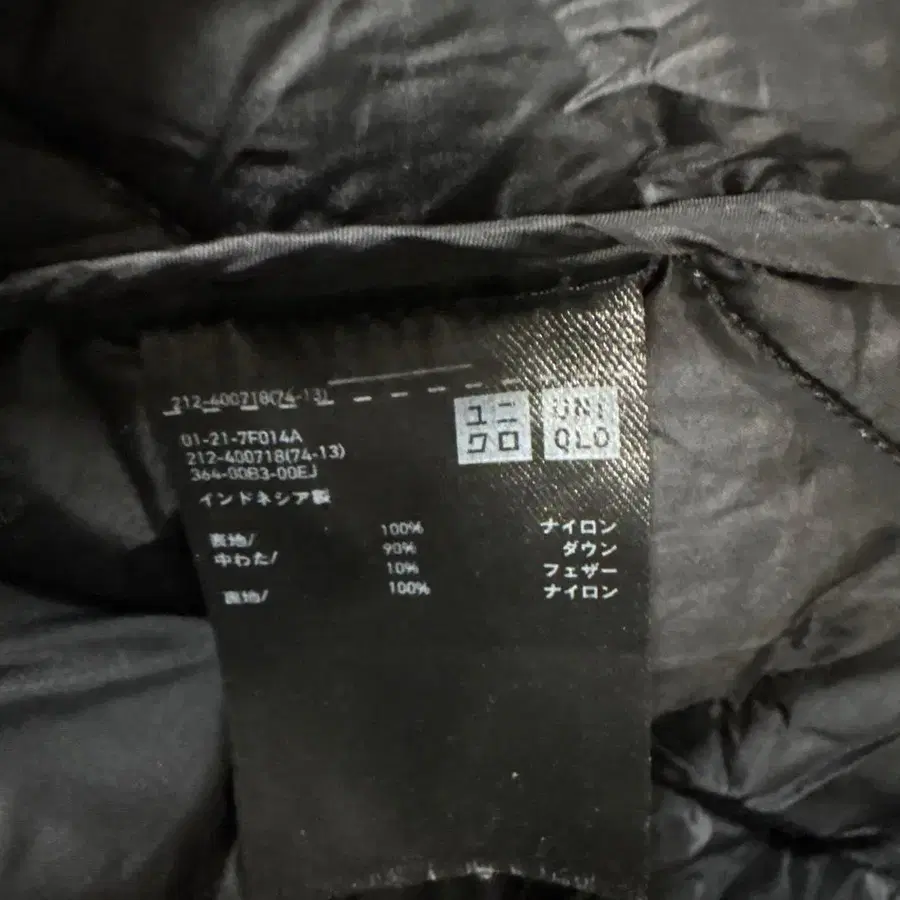 212-400718(74-13)
ユニ
クロ
UNI
QLO
01-21-7F014A
212-400718(74-13)
364-00B3-00EJ
インドネシア製
表地/ 100% ナイロン
中わた/ 90% ダウン
10% フェザー
裏地/ 100% ナイロン